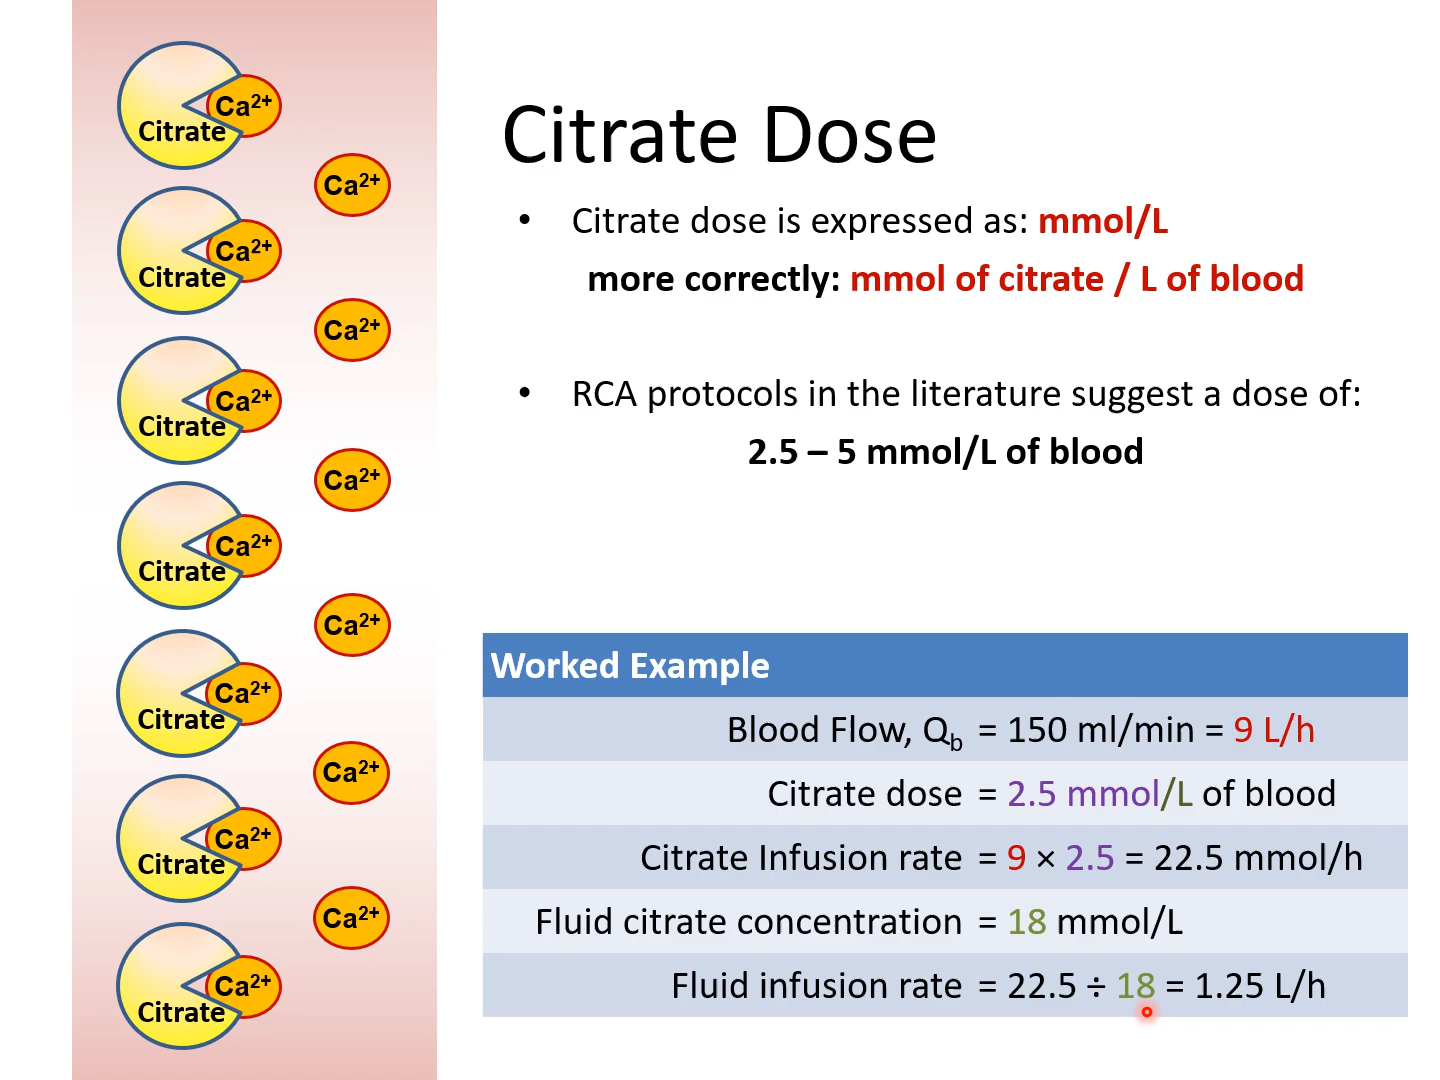 Citrate Ca2+
Ca2+
Citrate Ca2+
Ca2+
Citrate Ca2+
Ca2+
Citrate Ca2+
Ca2+
Citrate Ca2+
Ca2+
Citrate Ca2+
Ca2+
Citrate Ca2+
Citrate Dose
• Citrate dose is expressed as: mmol/L
more correctly: mmol of citrate / L of blood
• RCA protocols in the literature suggest a dose of:
2.5 – 5 mmol/L of blood
Worked Example
Blood Flow, Qb = 150 ml/min = 9 L/h
Citrate dose = 2.5 mmol/L of blood
Citrate Infusion rate = 9 × 2.5 = 22.5 mmol/h
Fluid citrate concentration = 18 mmol/L
Fluid infusion rate = 22.5 ÷ 18 = 1.25 L/h